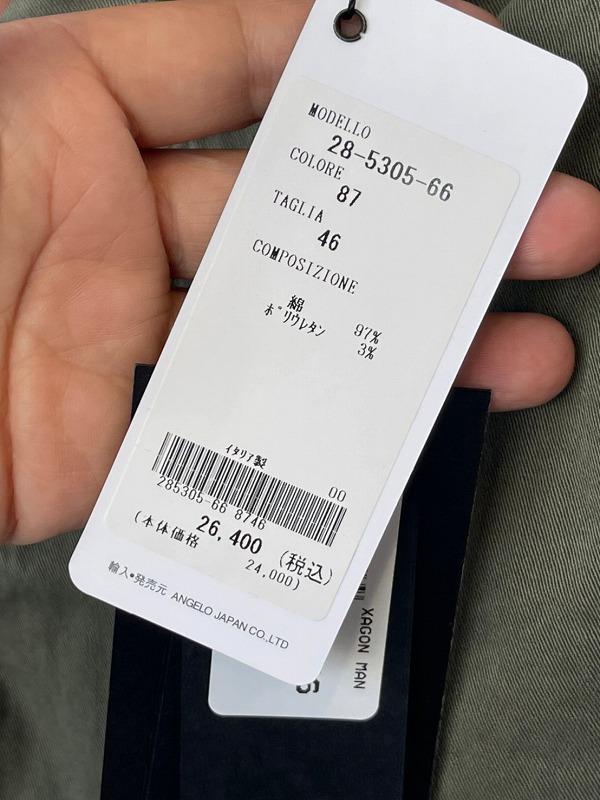 MODELLO
28-5305-66
COLORE
87
TAGLIA
46
COMPOSIZIONE
綿 97%
ポリウレタン 3%
イタリア製
00
285305-66 8746
26,400 (税込)
(本体価格 24,000)
輸入•発売元 ANGELO JAPAN CO.,LTD
XAGON MAN